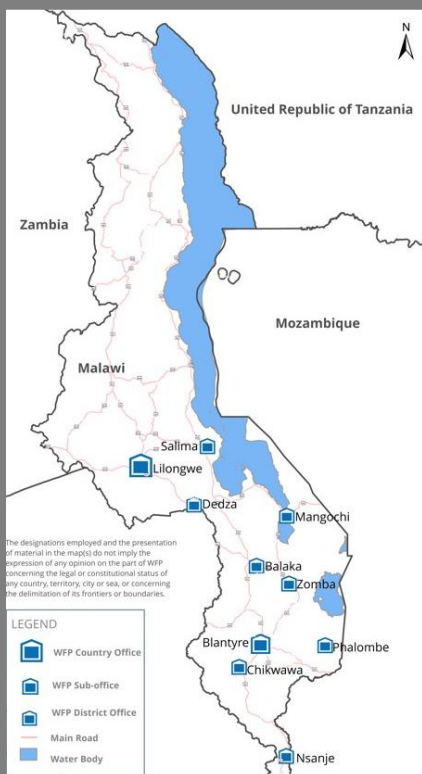 N
United Republic of Tanzania
Zambia
Mozambique
Malawi
Salima
Lilongwe
Dedza
Mangochi
The designations employed and the presentation
of material in the map(s) do not imply the
expression of any opinion on the part of WFP
concerning the legal or constitutional status of
any country, territory, city or sea, or concerning
the delimitation of its frontiers or boundaries.
Balaka
Zomba
Blantyre
Phalombe
Chikwawa
Nsanje
LEGEND
WFP Country Office
WFP Sub-office
WFP District Office
Main Road
Water Body